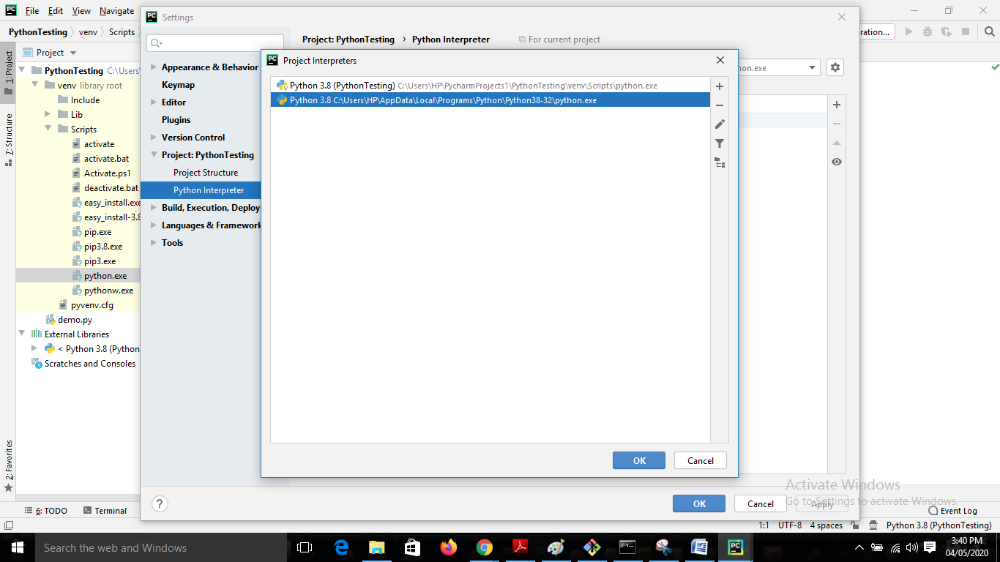 File Edit View Navigate
Settings
PythonTesting venv Scripts
ration...
Project: PythonTesting › Python Interpreter For current project
1: Project
Project
PythonTesting C:\Users
venv library root
Include
Lib
Scripts
activate
activate.bat
Activate.ps1
deactivate.bat
easy_install.exe
easy_install-3.8
pip.exe
pip3.8.exe
pip3.exe
python.exe
pythonw.exe
pyvenv.cfg
demo.py
External Libraries
< Python 3.8 (Python
Scratches and Consoles
7: Structure
2: Favorites
Appearance & Behavior
Keymap
Editor
Plugins
Version Control
Project: PythonTesting
Project Structure
Python Interpreter
Build, Execution, Deploy
Languages & Framework
Tools
hon.exe
Project Interpreters
Python 3.8 (PythonTesting) C:\Users\HP\PycharmProjects1\PythonTesting\venv\Scripts\python.exe
Python 3.8 C:\Users\HP\AppData\Local\Programs\Python\Python38-32\python.exe
OK Cancel
?
OK Cancel Apply
Activate Windows
Go to Settings to activate Windows.
6: TODO Terminal
Event Log
1:1 UTF-8 4 spaces Python 3.8 (PythonTesting)
Search the web and Windows
3:40 PM
04/05/2020